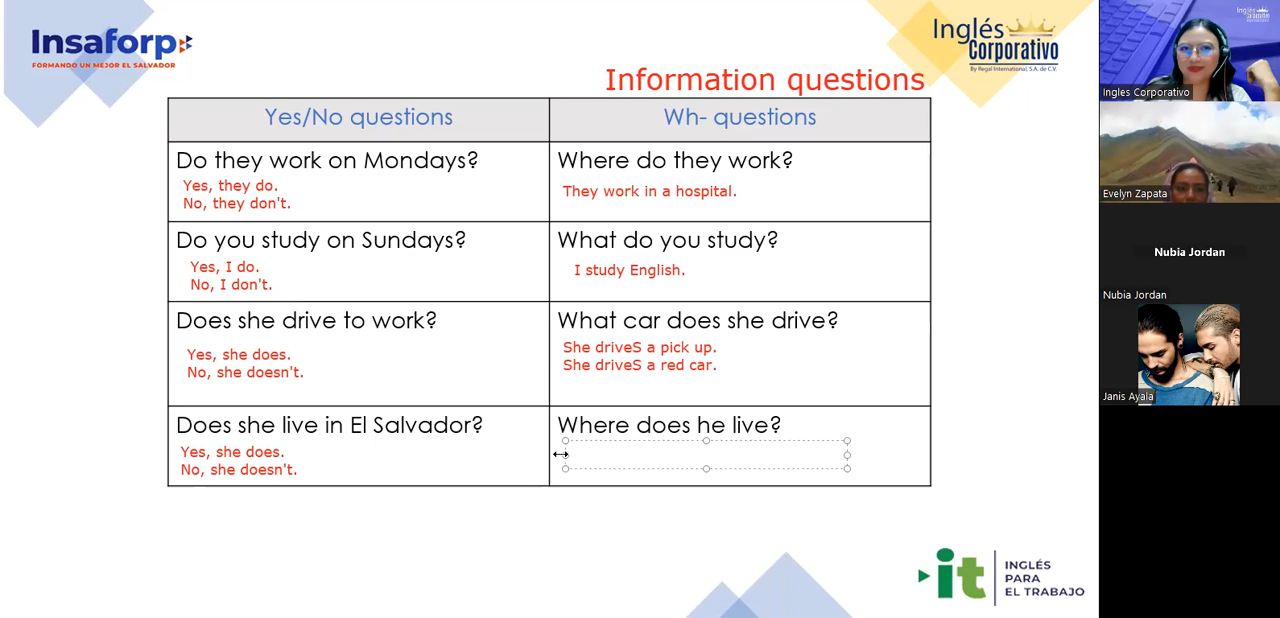 Insaforp
FORMANDO UN MEJOR EL SALVADOR
Inglés
Corporativo
By Regal International, S.A. de C.V.
Information questions
Yes/No questions
Wh- questions
Do they work on Mondays?
Yes, they do.
No, they don't.
Where do they work?
They work in a hospital.
Do you study on Sundays?
Yes, I do.
No, I don't.
What do you study?
I study English.
Does she drive to work?
Yes, she does.
No, she doesn't.
What car does she drive?
She driveS a pick up.
She driveS a red car.
Does she live in El Salvador?
Yes, she does.
No, she doesn't.
Where does he live?
it
INGLÉS
PARA
EL TRABAJO
Ingles Corporativo
Evelyn Zapata
Nubia Jordan
Nubia Jordan
Janis Ayala